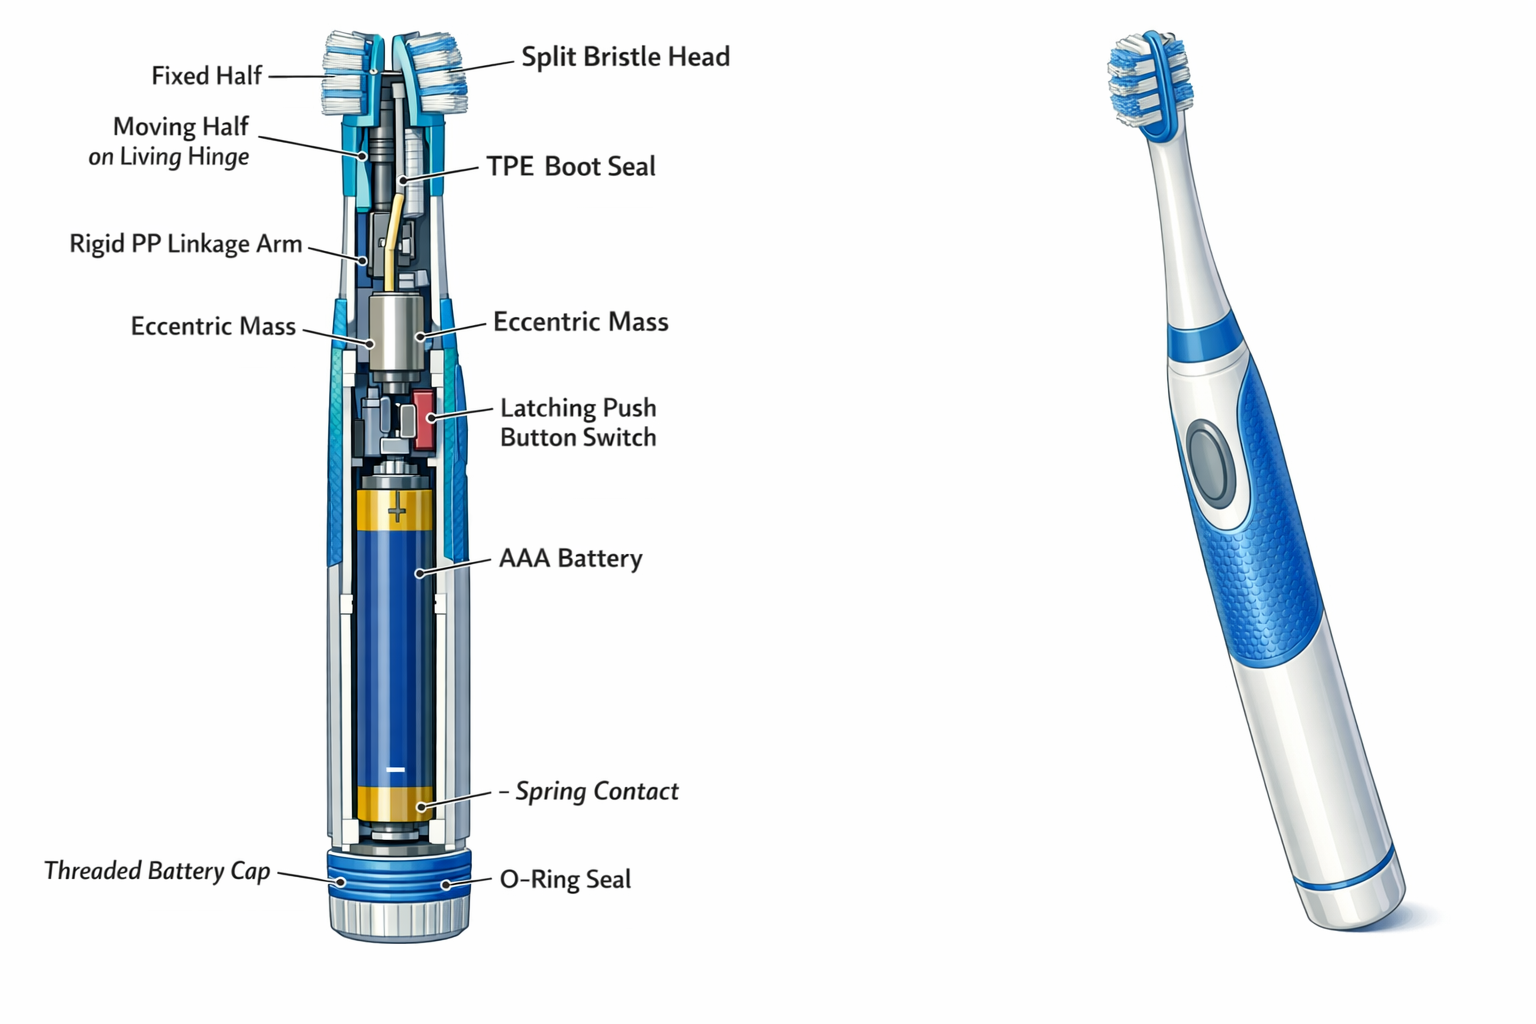 Fixed Half
Split Bristle Head
Moving Half
on Living Hinge
TPE Boot Seal
Rigid PP Linkage Arm
Eccentric Mass
Eccentric Mass
Latching Push
Button Switch
+
AAA Battery
–
– Spring Contact
Threaded Battery Cap
O-Ring Seal